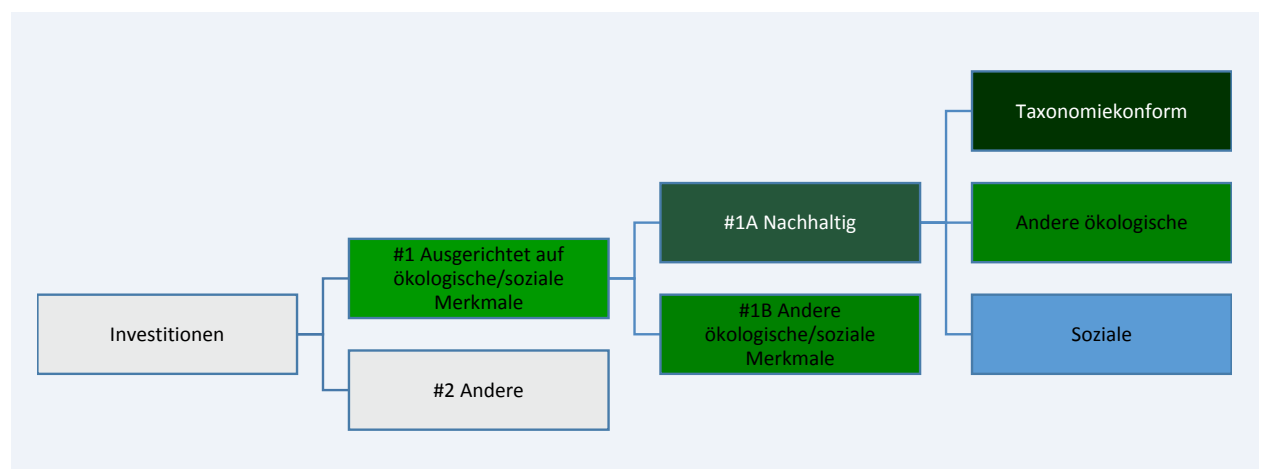 Taxonomiekonform
#1A Nachhaltig
Andere ökologische
#1 Ausgerichtet auf
ökologische/soziale
Merkmale
#1B Andere
ökologische/soziale
Merkmale
Investitionen
Soziale
#2 Andere